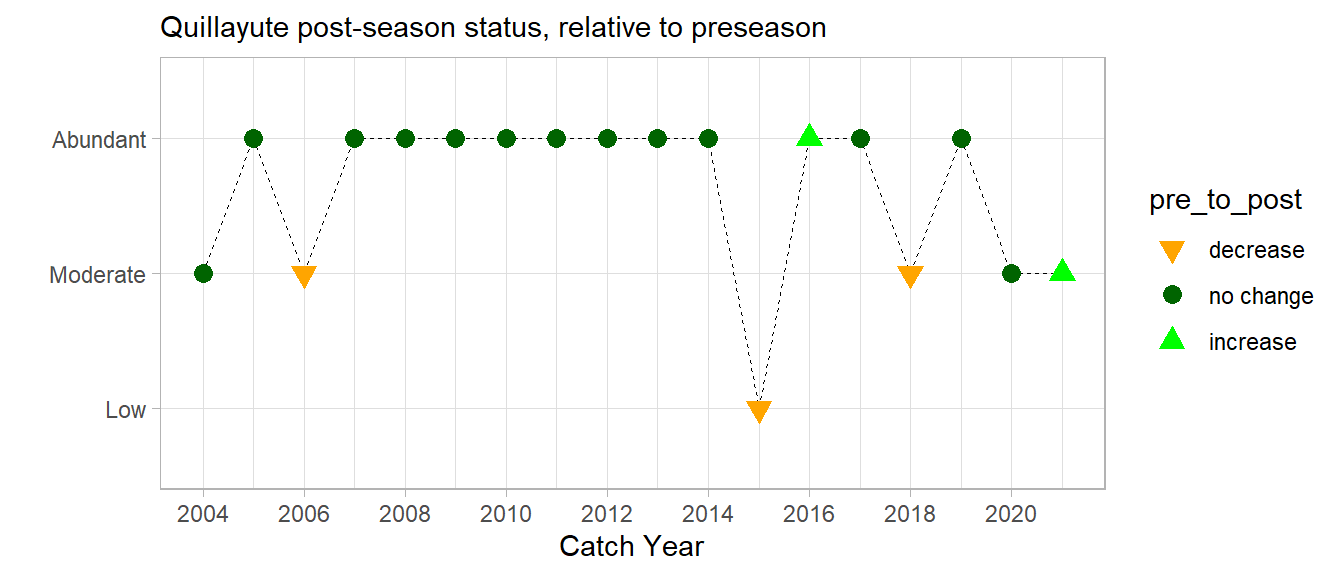 Quillayute post-season status, relative to preseason
Abundant
Moderate
Low
2004 2006 2008 2010 2012 2014 2016 2018 2020
Catch Year
pre_to_post
decrease
no change
increase